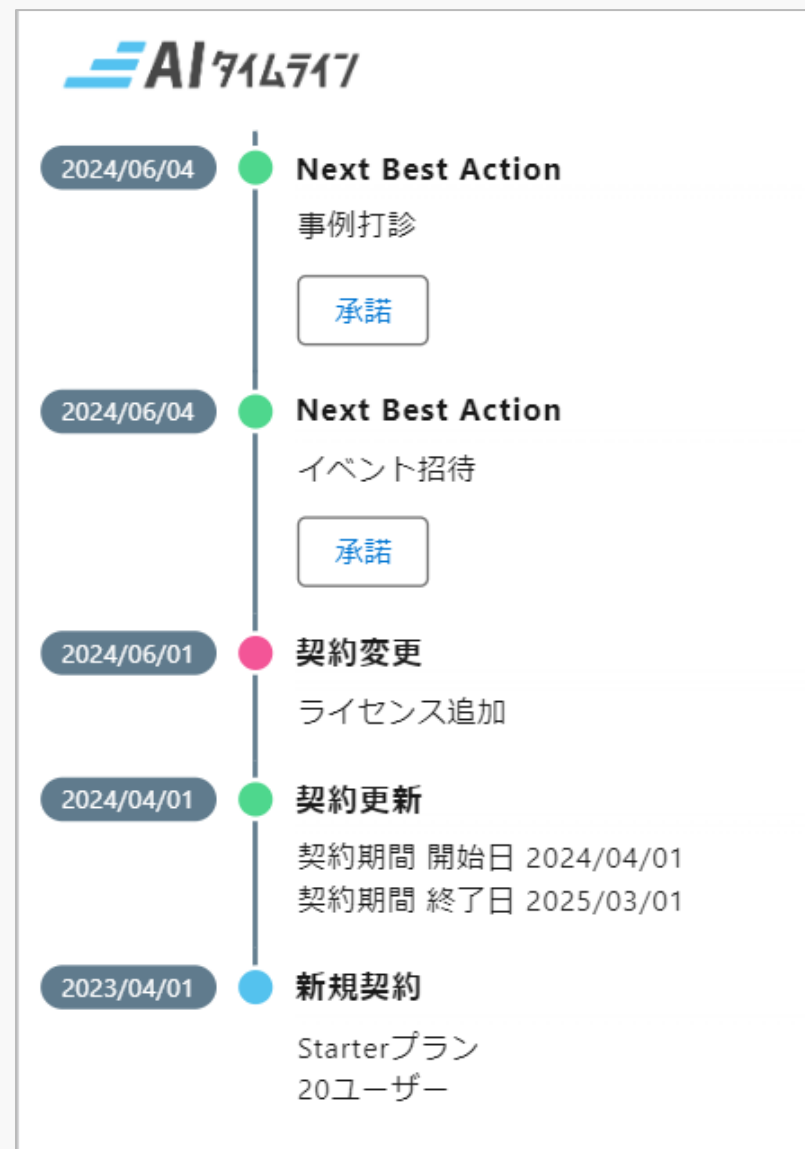 AIタイムライン
2024/06/04 Next Best Action
事例打診
承諾
2024/06/04 Next Best Action
イベント招待
承諾
2024/06/01 契約変更
ライセンス追加
2024/04/01 契約更新
契約期間 開始日 2024/04/01
契約期間 終了日 2025/03/01
2023/04/01 新規契約
Starterプラン
20ユーザー